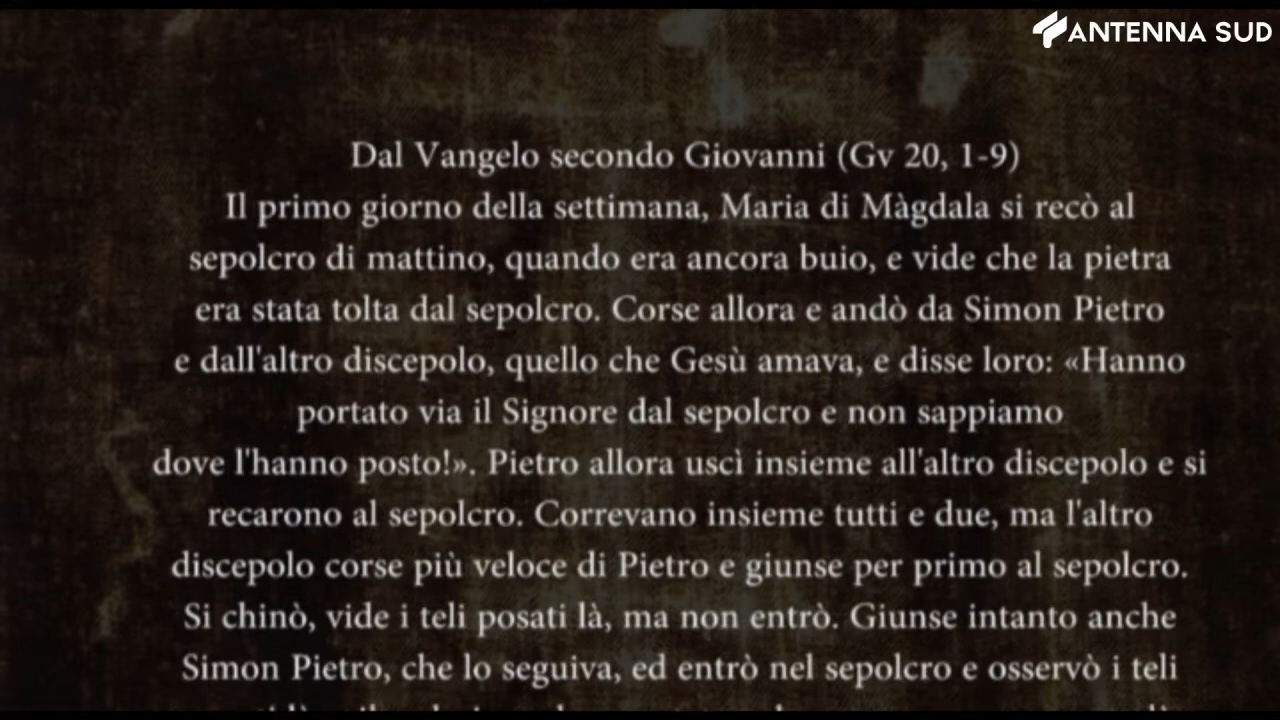 ANTENNA SUD
Dal Vangelo secondo Giovanni (Gv 20, 1-9)
Il primo giorno della settimana, Maria di Màgdala si recò al
sepolcro di mattino, quando era ancora buio, e vide che la pietra
era stata tolta dal sepolcro. Corse allora e andò da Simon Pietro
e dall'altro discepolo, quello che Gesù amava, e disse loro: «Hanno
portato via il Signore dal sepolcro e non sappiamo
dove l'hanno posto!». Pietro allora uscì insieme all'altro discepolo e si
recarono al sepolcro. Correvano insieme tutti e due, ma l'altro
discepolo corse più veloce di Pietro e giunse per primo al sepolcro.
Si chinò, vide i teli posati là, ma non entrò. Giunse intanto anche
Simon Pietro, che lo seguiva, ed entrò nel sepolcro e osservò i teli